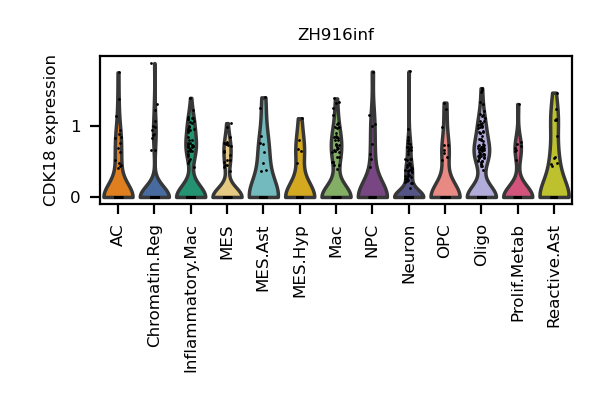 ZH916inf
CDK18 expression
1
0
AC
Chromatin.Reg
Inflammatory.Mac
MES
MES.Ast
MES.Hyp
Mac
NPC
Neuron
OPC
Oligo
Prolif.Metab
Reactive.Ast